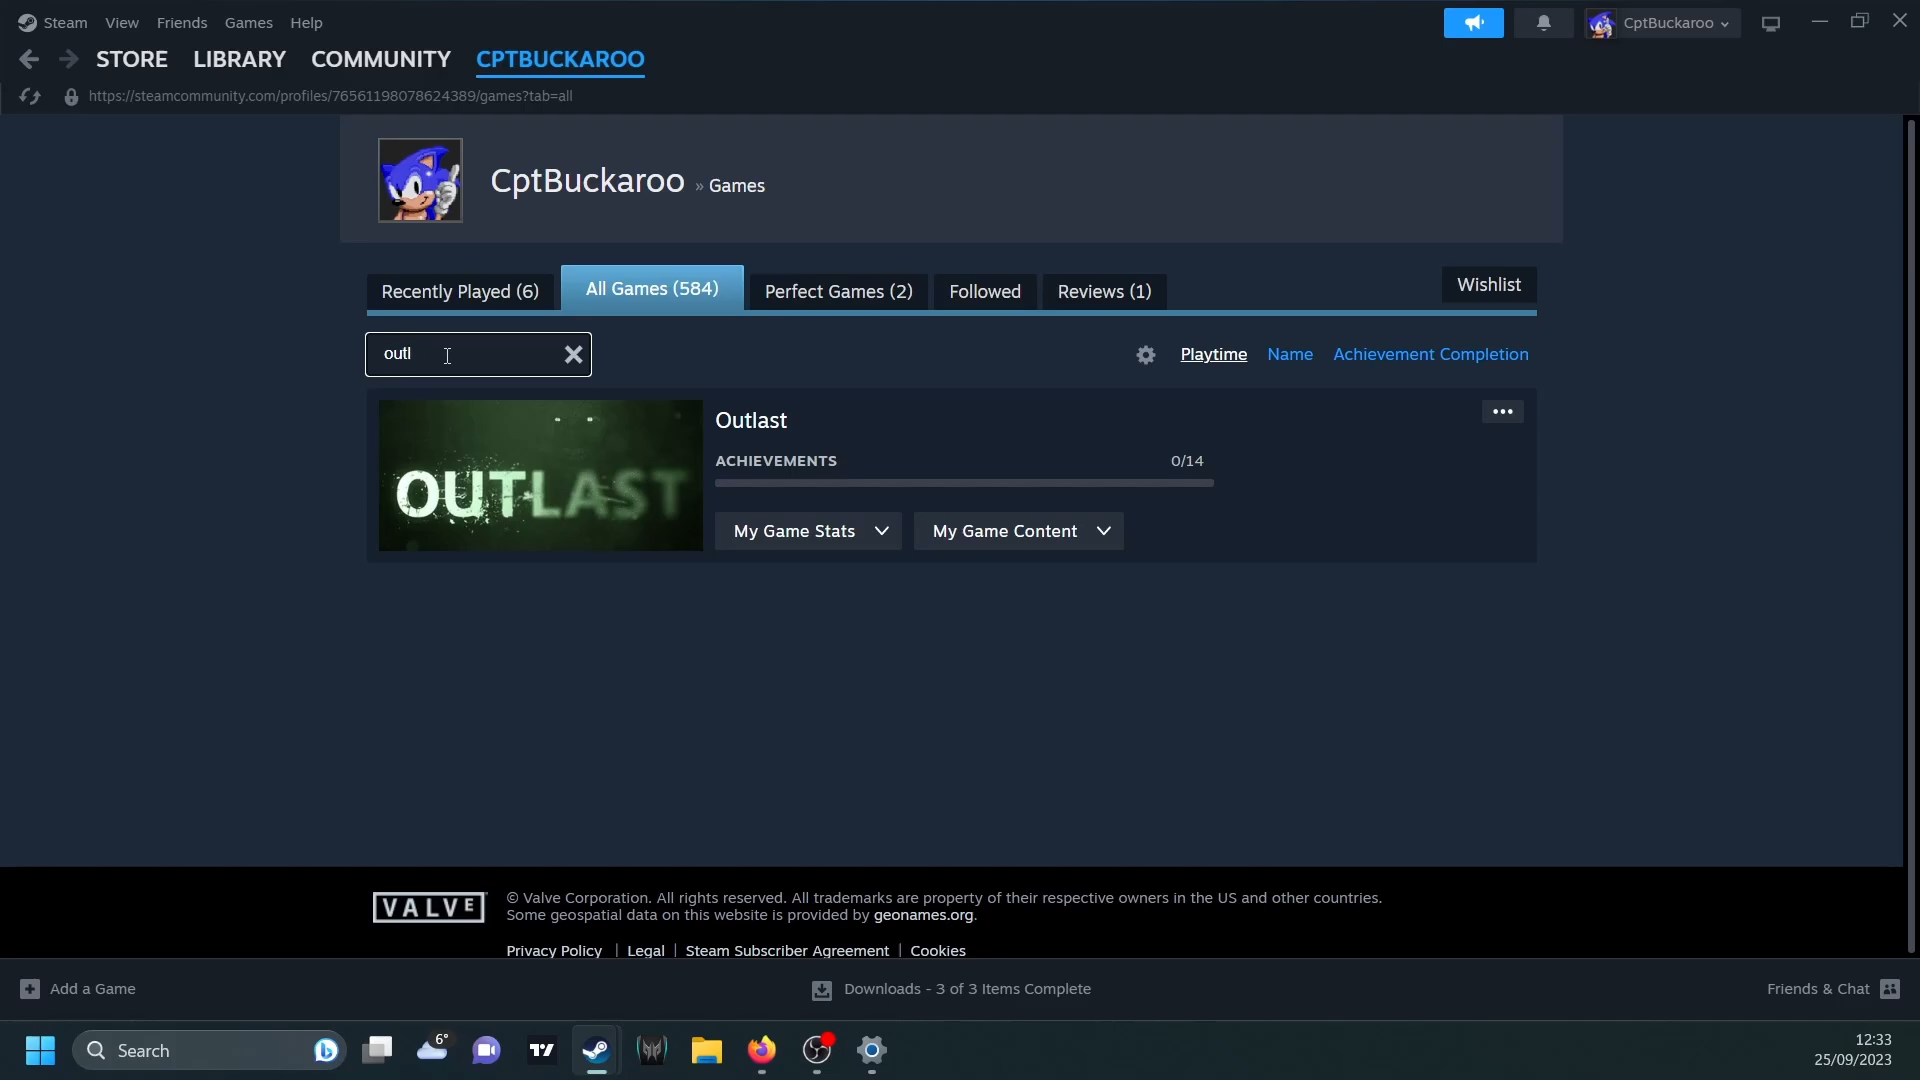 Steam View Friends Games Help
CptBuckaroo
STORE LIBRARY COMMUNITY CPTBUCKAROO
https://steamcommunity.com/profiles/76561198078624389/games?tab=all
CptBuckaroo » Games
Recently Played (6) All Games (584) Perfect Games (2) Followed Reviews (1) Wishlist
outl
Playtime Name Achievement Completion
OUTLAST
Outlast
ACHIEVEMENTS 0/14
My Game Stats My Game Content
VALVE
© Valve Corporation. All rights reserved. All trademarks are property of their respective owners in the US and other countries.
Some geospatial data on this website is provided by geonames.org.
Privacy Policy | Legal | Steam Subscriber Agreement | Cookies
Add a Game
Downloads - 3 of 3 Items Complete
Friends & Chat
Search
6°
12:33
25/09/2023